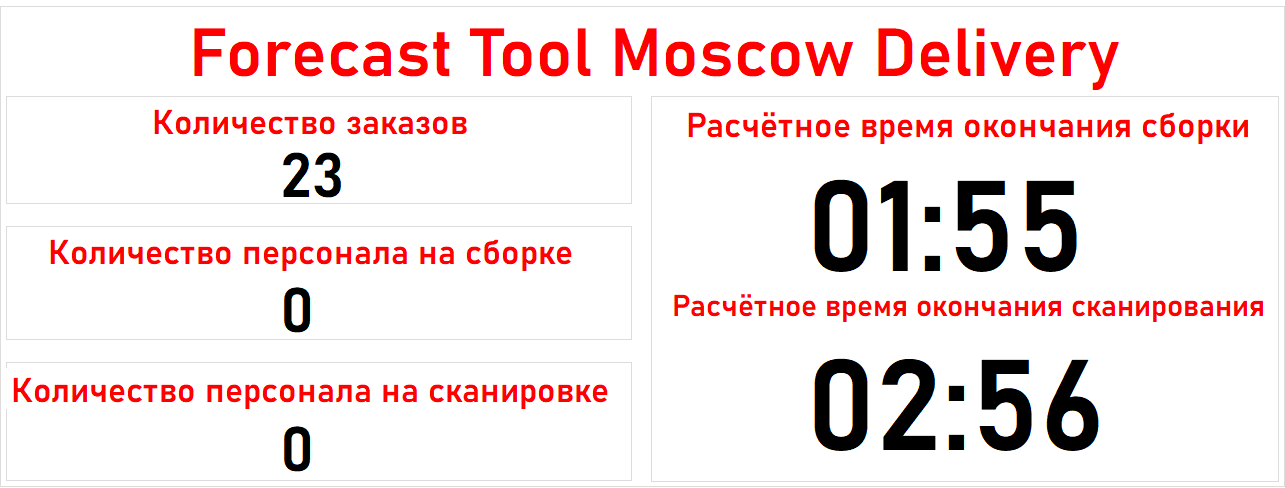 Forecast Tool Moscow Delivery
Количество заказов
23
Количество персонала на сборке
0
Количество персонала на сканировке
0
Расчётное время окончания сборки
01:55
Расчётное время окончания сканирования
02:56